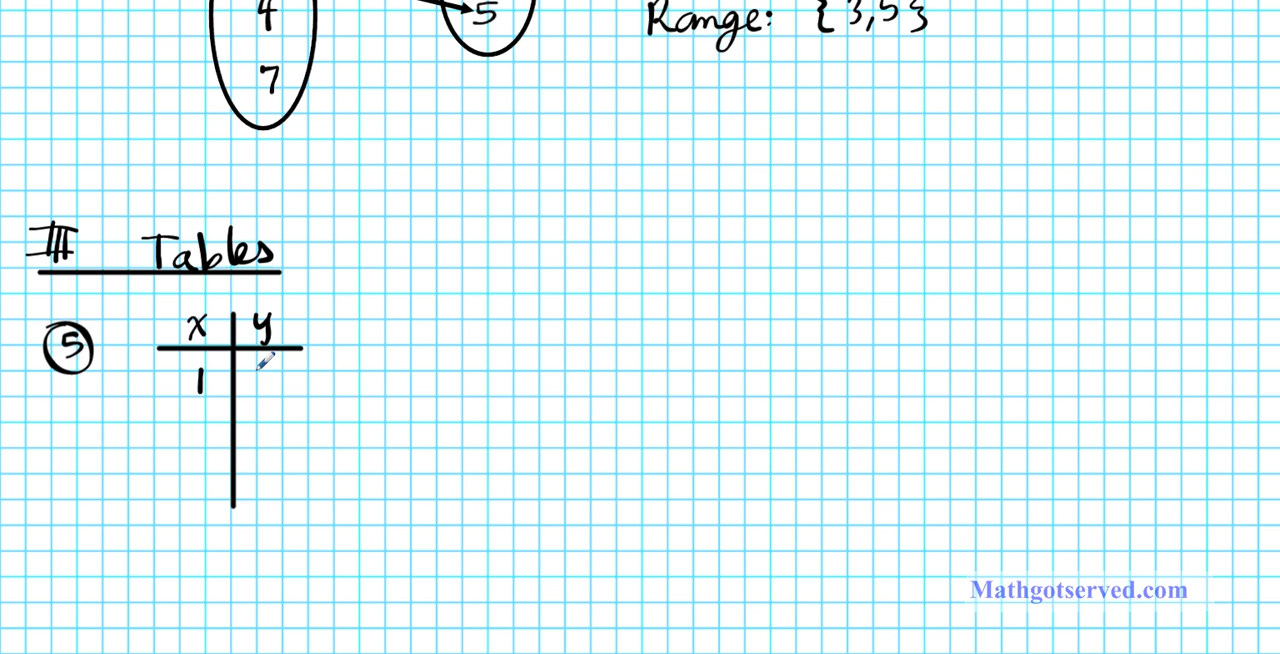 4 5 Range: { 3, 5 }
7
III Tables
5 x y
1
Mathgotserved.com